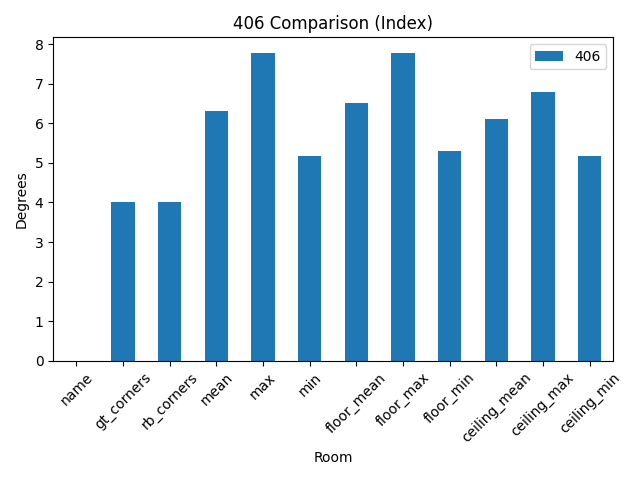 406 Comparison (Index)
406
Degrees
8
7
6
5
4
3
2
1
0
name
gt_corners
rb_corners
mean
max
min
floor_mean
floor_max
floor_min
ceiling_mean
ceiling_max
ceiling_min
Room